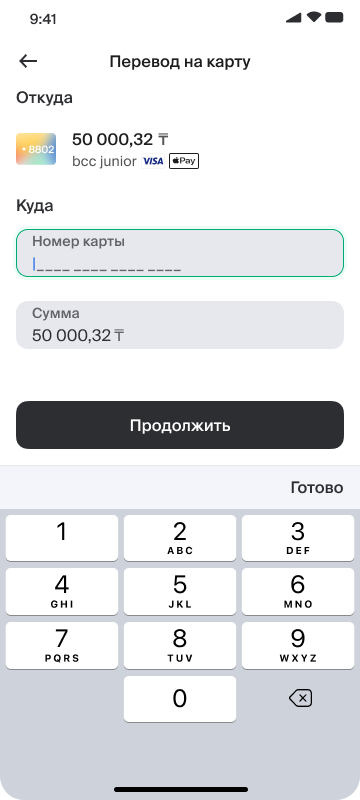 9:41
Перевод на карту
Откуда
• 8802
50 000,32 ₸
bcc junior VISA Pay
Куда
Номер карты
____ ____ ____ ____
Сумма
50 000,32 ₸
Продолжить
Готово
1 2 3
ABC DEF
4 5 6
GHI JKL MNO
7 8 9
PQRS TUV WXYZ
0